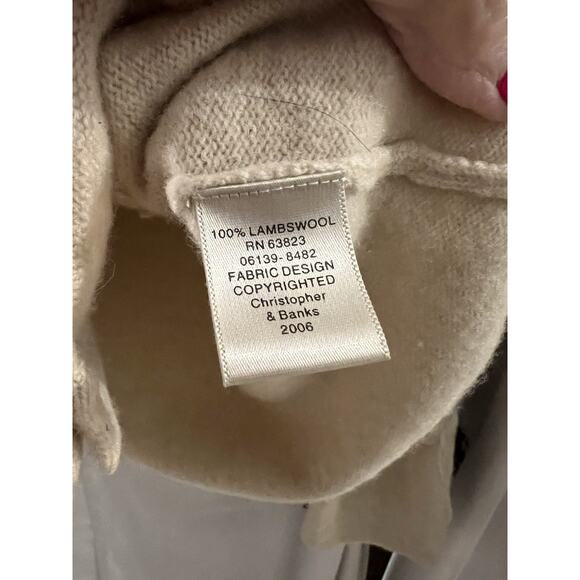 100% LAMBSWOOL
RN 63823
06139-8482
FABRIC DESIGN
COPYRIGHTED
Christopher
& Banks
2006